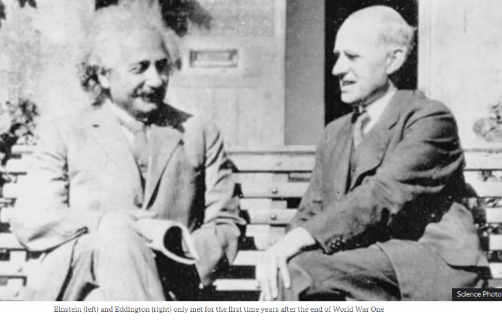 Science Photo
Einstein (left) and Eddington (right) only met for the first time years after the end of World War One